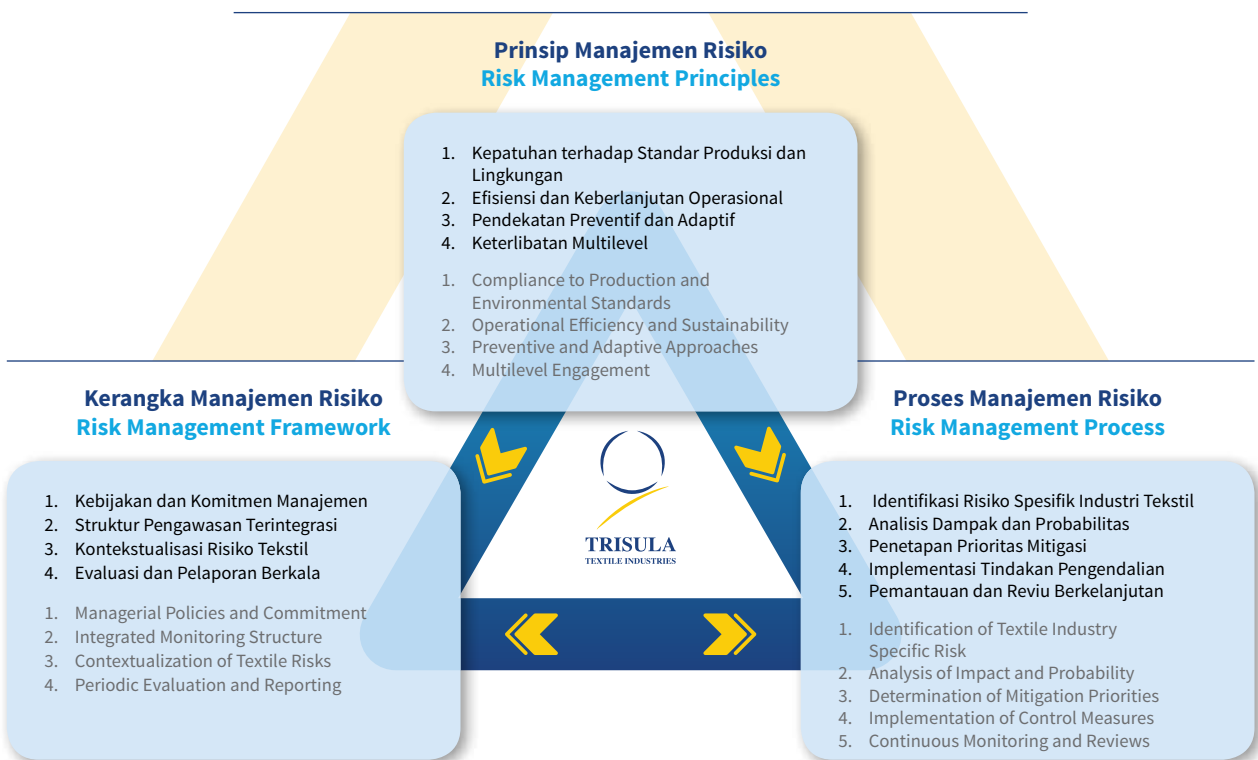 Prinsip Manajemen Risiko
Risk Management Principles
1. Kepatuhan terhadap Standar Produksi dan
Lingkungan
2. Efisiensi dan Keberlanjutan Operasional
3. Pendekatan Preventif dan Adaptif
4. Keterlibatan Multilevel
1. Compliance to Production and
Environmental Standards
2. Operational Efficiency and Sustainability
3. Preventive and Adaptive Approaches
4. Multilevel Engagement
Kerangka Manajemen Risiko
Risk Management Framework
1. Kebijakan dan Komitmen Manajemen
2. Struktur Pengawasan Terintegrasi
3. Kontekstualisasi Risiko Tekstil
4. Evaluasi dan Pelaporan Berkala
1. Managerial Policies and Commitment
2. Integrated Monitoring Structure
3. Contextualization of Textile Risks
4. Periodic Evaluation and Reporting
TRISULA
TEXTILE INDUSTRIES
Proses Manajemen Risiko
Risk Management Process
1. Identifikasi Risiko Spesifik Industri Tekstil
2. Analisis Dampak dan Probabilitas
3. Penetapan Prioritas Mitigasi
4. Implementasi Tindakan Pengendalian
5. Pemantauan dan Reviu Berkelanjutan
1. Identification of Textile Industry
Specific Risk
2. Analysis of Impact and Probability
3. Determination of Mitigation Priorities
4. Implementation of Control Measures
5. Continuous Monitoring and Reviews